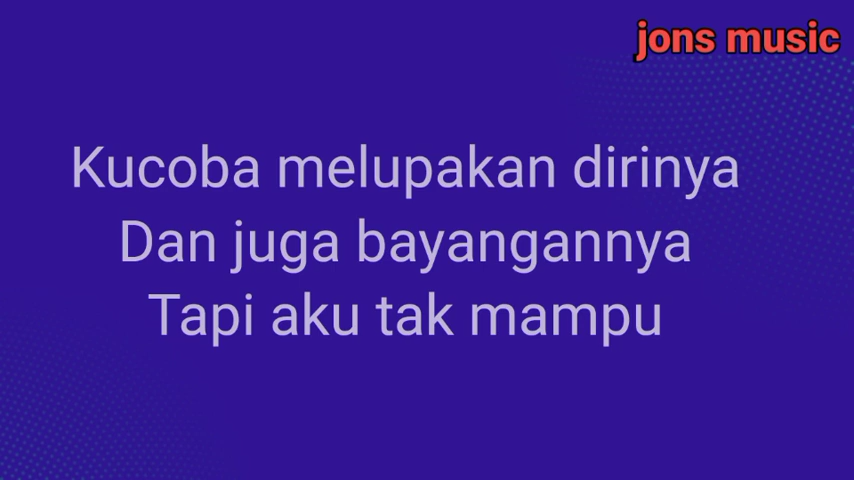 jons music
Kucoba melupakan dirinya
Dan juga bayangannya
Tapi aku tak mampu